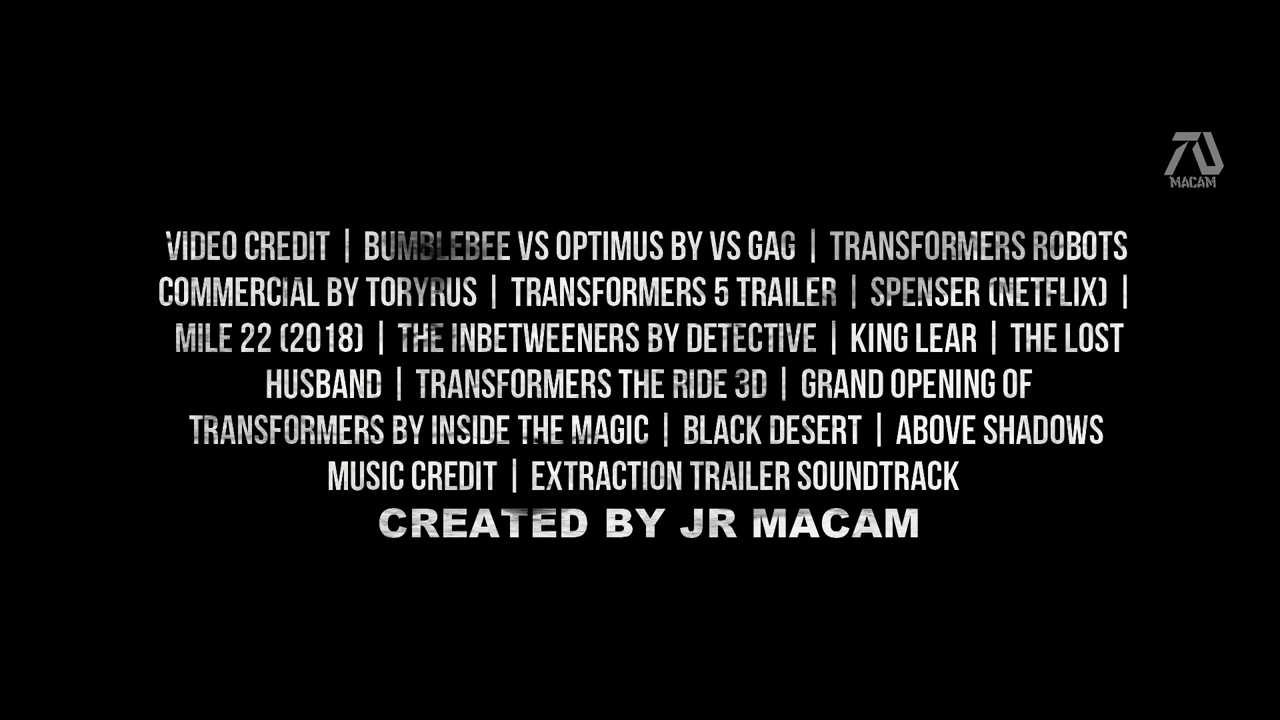 MACAM
VIDEO CREDIT | BUMBLEBEE VS OPTIMUS BY VS GAG | TRANSFORMERS ROBOTS
COMMERCIAL BY TORYRUS | TRANSFORMERS 5 TRAILER | SPENSER (NETFLIX) |
MILE 22 (2018) | THE INBETWEENERS BY DETECTIVE | KING LEAR | THE LOST
HUSBAND | TRANSFORMERS THE RIDE 3D | GRAND OPENING OF
TRANSFORMERS BY INSIDE THE MAGIC | BLACK DESERT | ABOVE SHADOWS
MUSIC CREDIT | EXTRACTION TRAILER SOUNDTRACK
CREATED BY JR MACAM